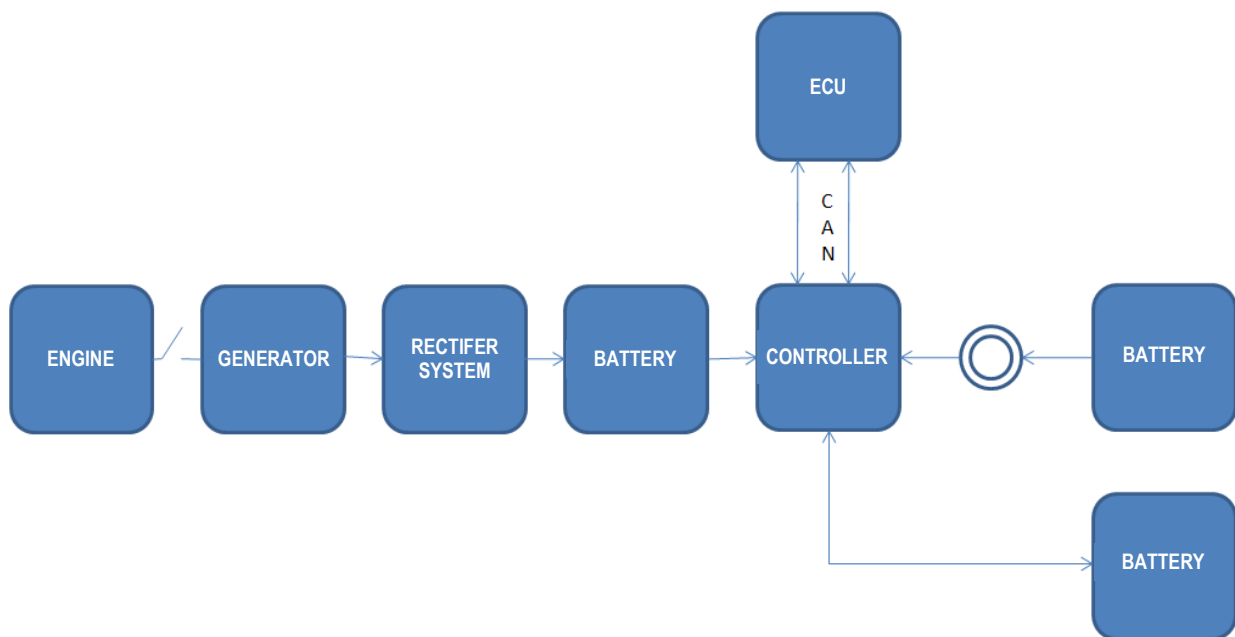 ECU
C
A
N
ENGINE
GENERATOR
RECTIFER
SYSTEM
BATTERY
CONTROLLER
BATTERY
BATTERY